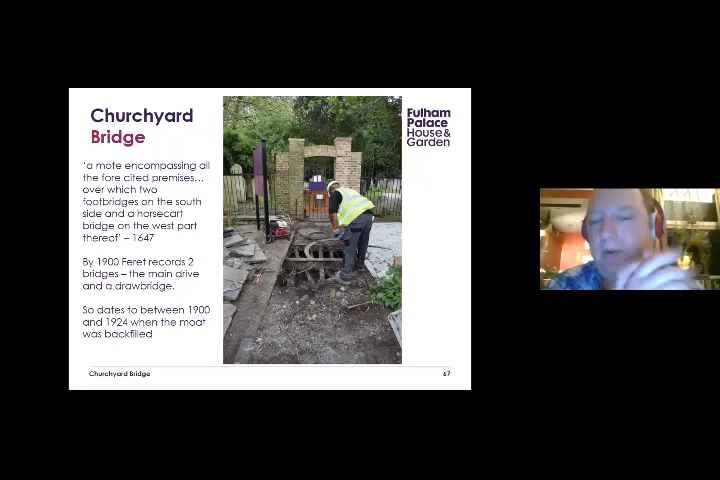 Churchyard
Bridge
'a mote encompassing all
the fore cited premises...
over which two
footbridges on the south
side and a horsecart
bridge on the west part
thereof' – 1647
By 1900 Feret records 2
bridges – the main drive
and a drawbridge.
So dates to between 1900
and 1924 when the moat
was backfilled
Fulham
Palace
House &
Garden
Churchyard Bridge
67